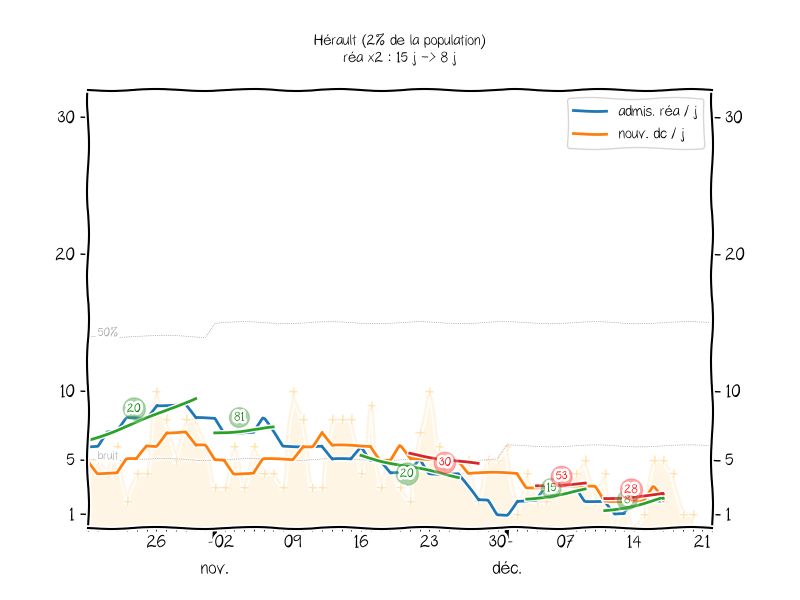 Hérault (2% de la population)
réa x2 : 15 j -> 8 j
admis. réa / j
nouv. dc / j
30 30
20 20
50%
10 10
20 81
bruit
5 5
20 30
15 53
28
1 1
26 02 09 16 23 30 07 14 21
nov. déc.